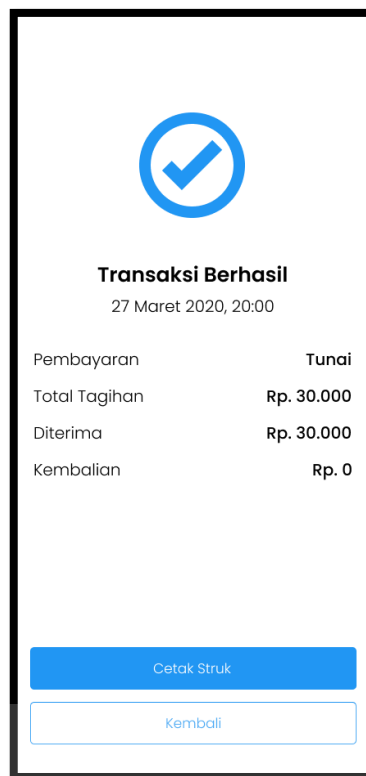 Transaksi Berhasil
27 Maret 2020, 20:00
Pembayaran Tunai
Total Tagihan Rp. 30.000
Diterima Rp. 30.000
Kembalian Rp. 0
Cetak Struk
Kembali